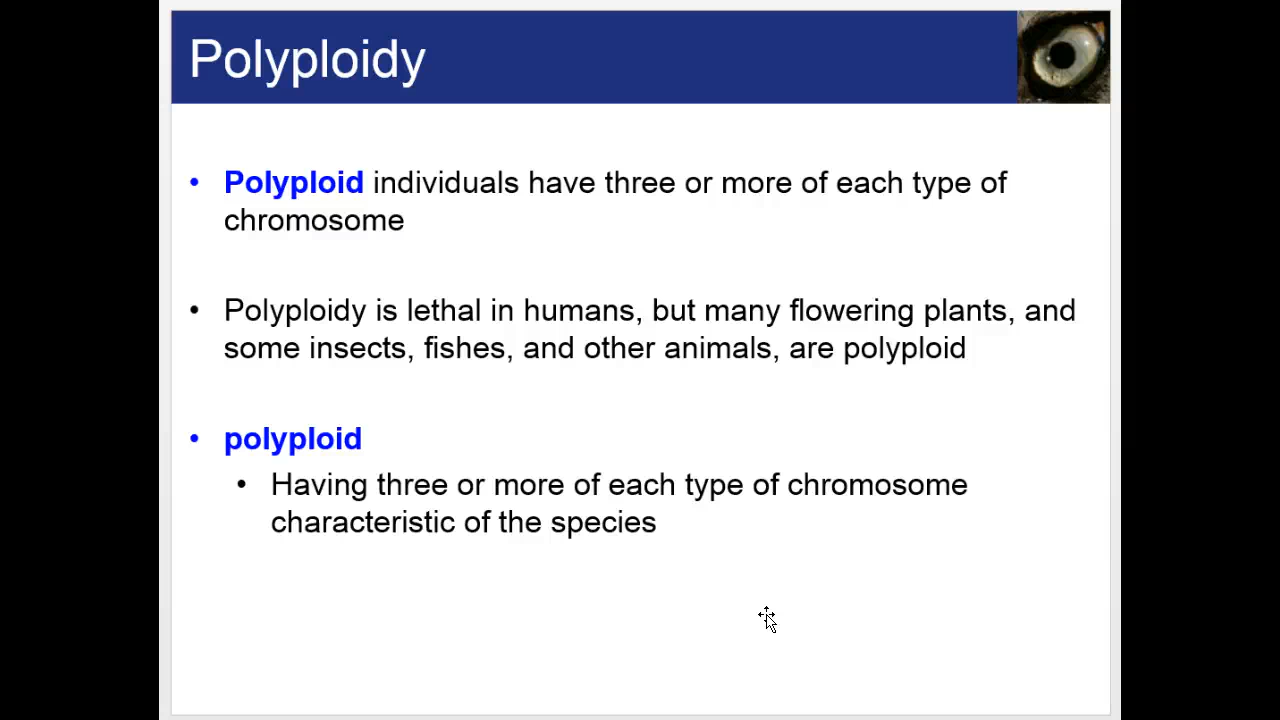 Polyploidy
• Polyploid individuals have three or more of each type of
chromosome
• Polyploidy is lethal in humans, but many flowering plants, and
some insects, fishes, and other animals, are polyploid
• polyploid
• Having three or more of each type of chromosome
characteristic of the species